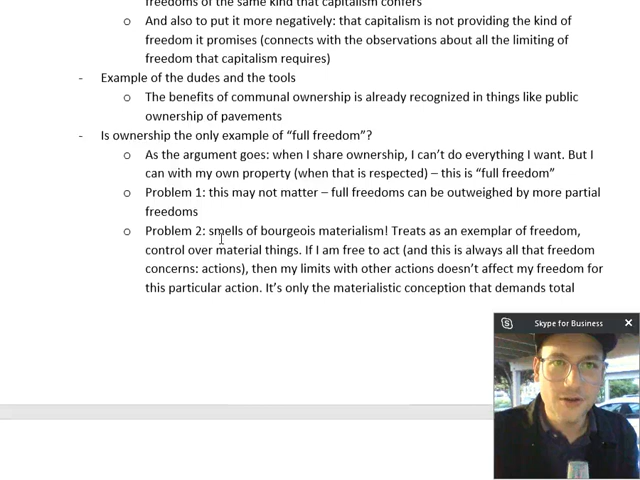 freedoms of the same kind that capitalism confers
o And also to put it more negatively: that capitalism is not providing the kind of
freedom it promises (connects with the observations about all the limiting of
freedom that capitalism requires)
- Example of the dudes and the tools
o The benefits of communal ownership is already recognized in things like public
ownership of pavements
- Is ownership the only example of “full freedom”?
o As the argument goes: when I share ownership, I can’t do everything I want. But I
can with my own property (when that is respected) – this is “full freedom”
o Problem 1: this may not matter – full freedoms can be outweighed by more partial
freedoms
o Problem 2: smells of bourgeois materialism! Treats as an exemplar of freedom,
control over material things. If I am free to act (and this is always all that freedom
concerns: actions), then my limits with other actions doesn’t affect my freedom for
this particular action. It’s only the materialistic conception that demands total
Skype for Business